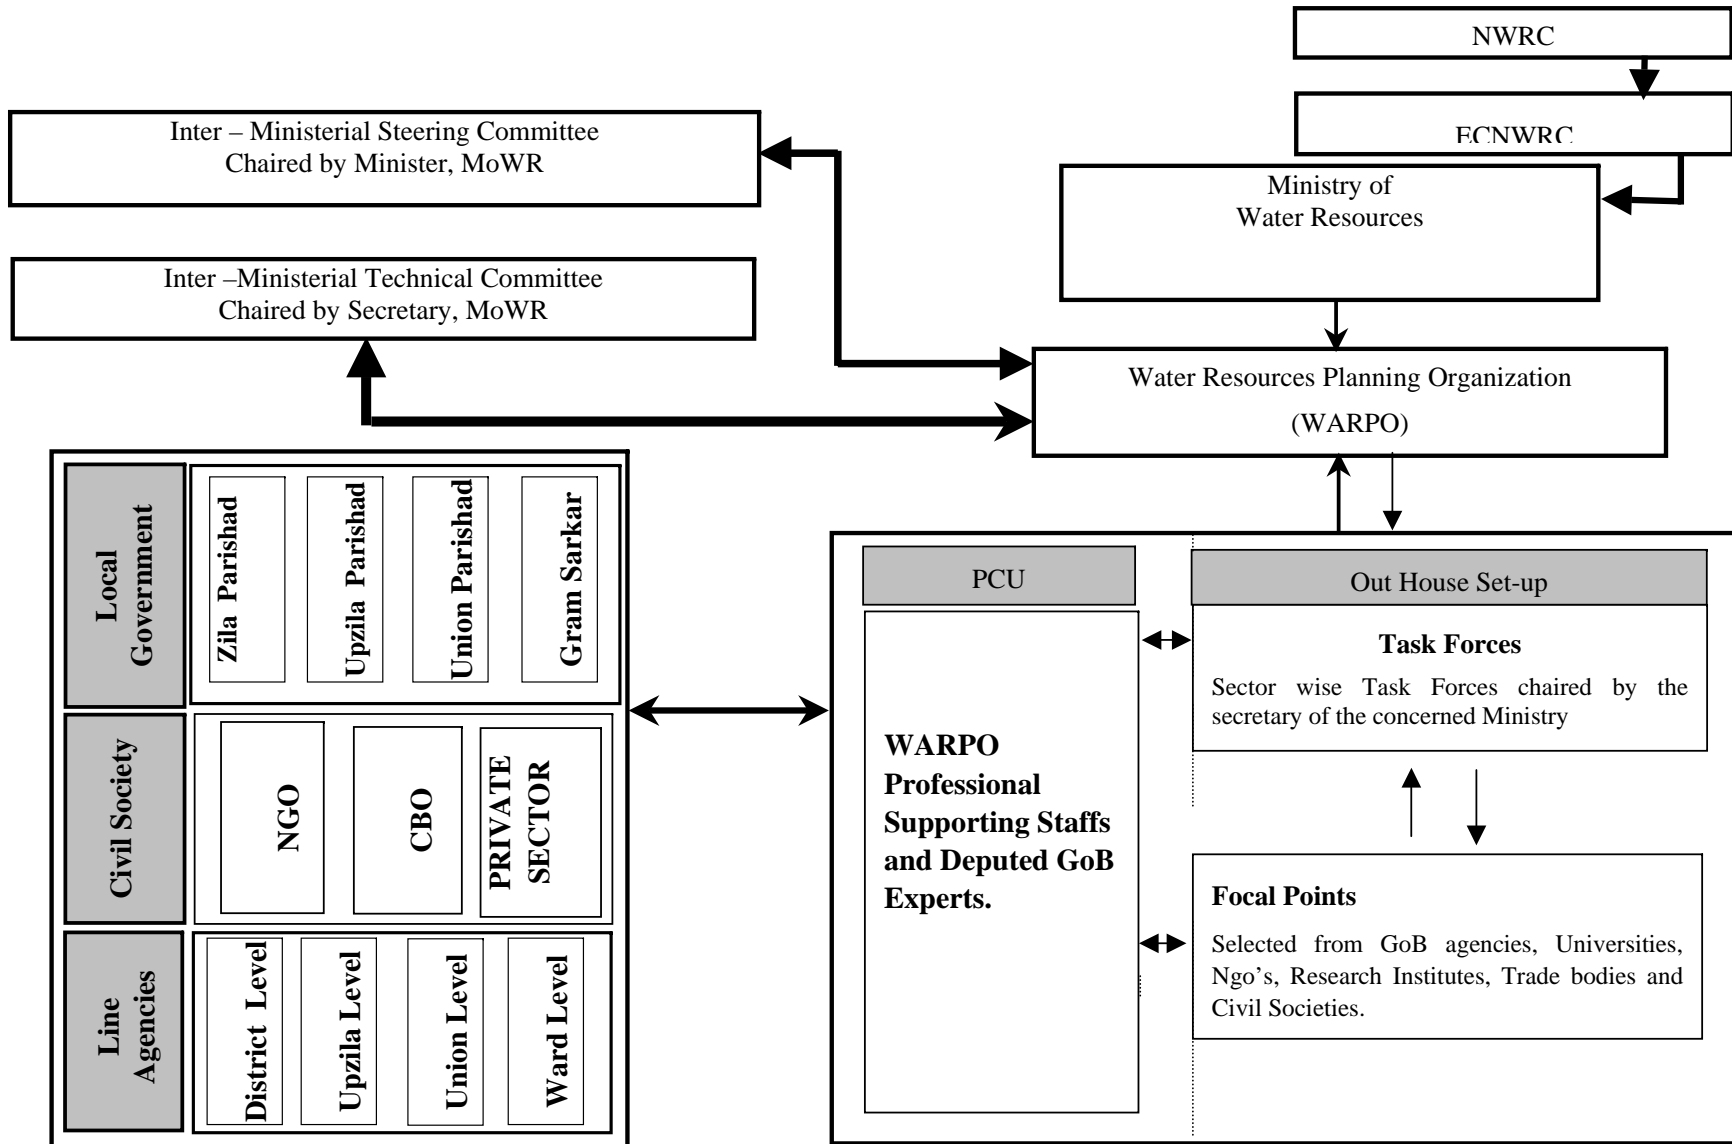 NWRC
ECNWRC
Inter – Ministerial Steering Committee
Chaired by Minister, MoWR
Ministry of
Water Resources
Inter –Ministerial Technical Committee
Chaired by Secretary, MoWR
Water Resources Planning Organization
(WARPO)
Local
Government
Zila Parishad
Upzila Parishad
Union Parishad
Gram Sarkar
Civil Society
NGO
CBO
PRIVATE
SECTOR
Line
Agencies
District Level
Upzila Level
Union Level
Ward Level
PCU
WARPO
Professional
Supporting Staffs
and Deputed GoB
Experts.
Out House Set-up
Task Forces
Sector wise Task Forces chaired by the
secretary of the concerned Ministry
Focal Points
Selected from GoB agencies, Universities,
Ngo’s, Research Institutes, Trade bodies and
Civil Societies.